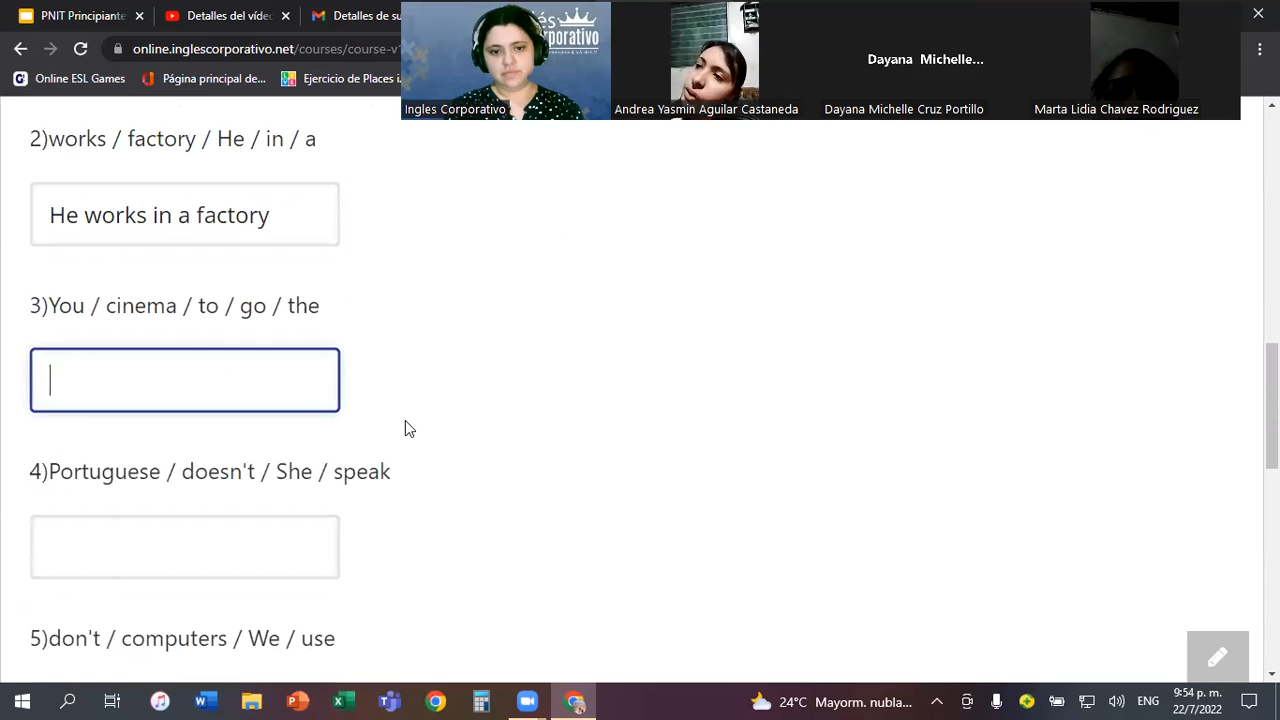 PNIT Principiante
Detalles del vídeo
Detalles de su
online.inglescorporativo.net/courses/course-v
Online ESL Games
Página principal de...
Ejercicio de Places i
és
rporativo
Ingles Corporativo
Andrea Yasmin Aguilar Castaneda
Dayana Michelle...
Dayana Michelle Cruz Portillo
Marta Lidia Chavez Rodriguez
2)works / factory / He / in / a
He works in a factory
3)You / cinema / to / go / the
4)Portuguese / doesn't / She / speak
5)don't / computers / We / use
24°C Mayorm. nubla...
ENG
9:54 p. m.
22/7/2022